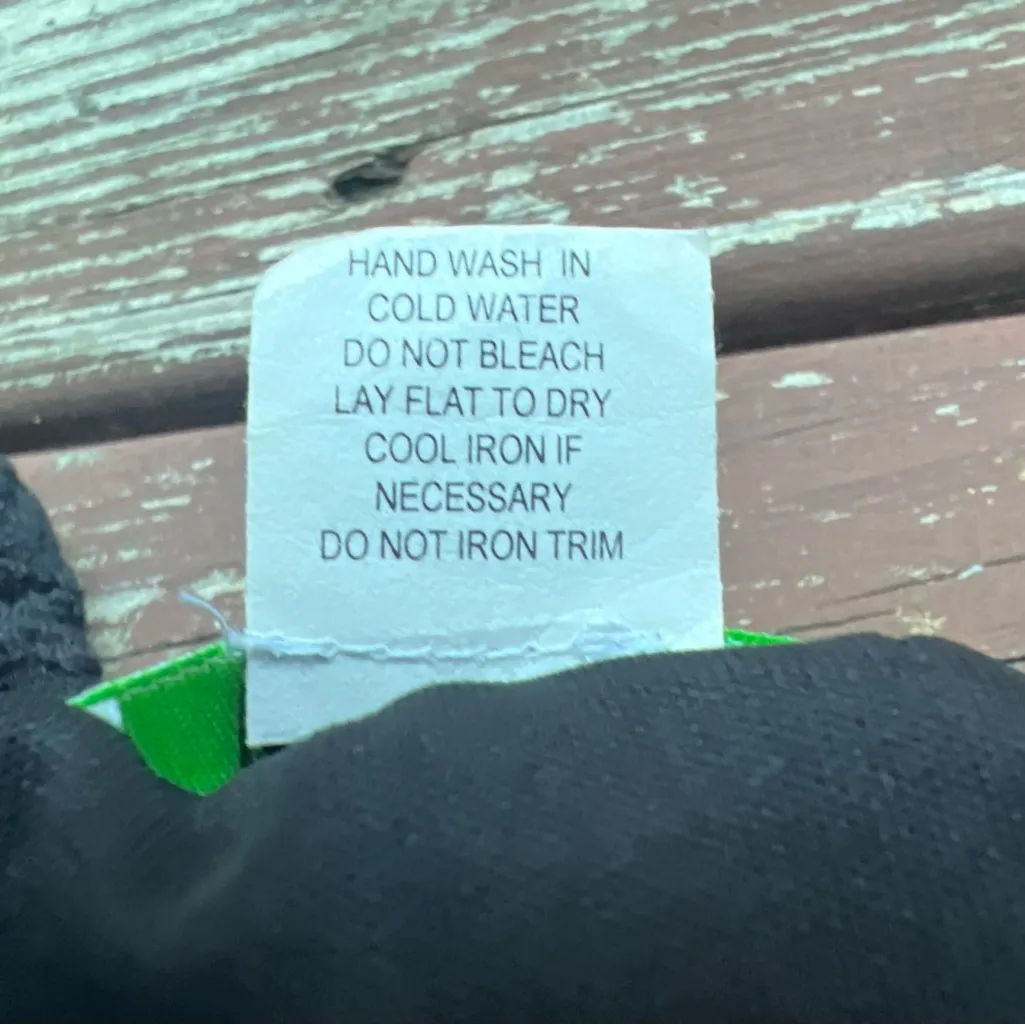 HAND WASH IN
COLD WATER
DO NOT BLEACH
LAY FLAT TO DRY
COOL IRON IF
NECESSARY
DO NOT IRON TRIM